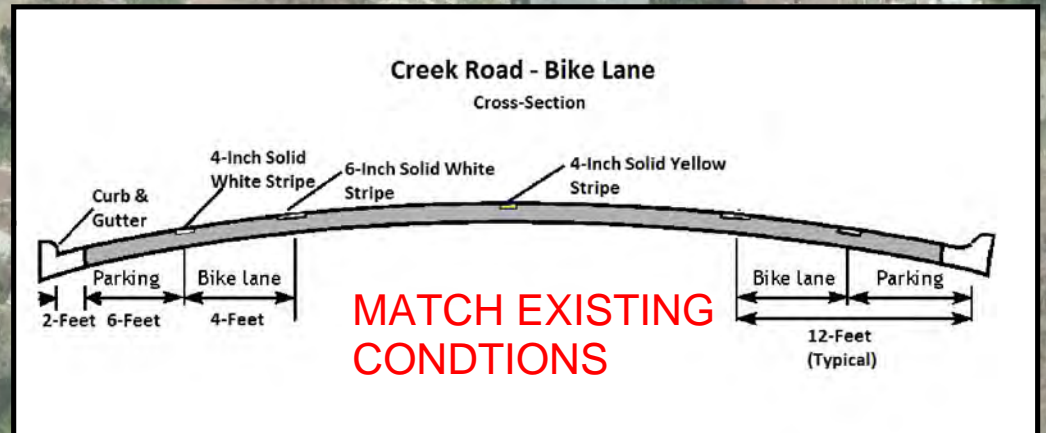 Creek Road - Bike Lane
Cross-Section
4-Inch Solid
White Stripe
6-Inch Solid White
Stripe
4-Inch Solid Yellow
Stripe
Curb &
Gutter
Parking
Bike lane
Bike lane
Parking
2-Feet
6-Feet
4-Feet
MATCH EXISTING
CONDTIONS
12-Feet
(Typical)